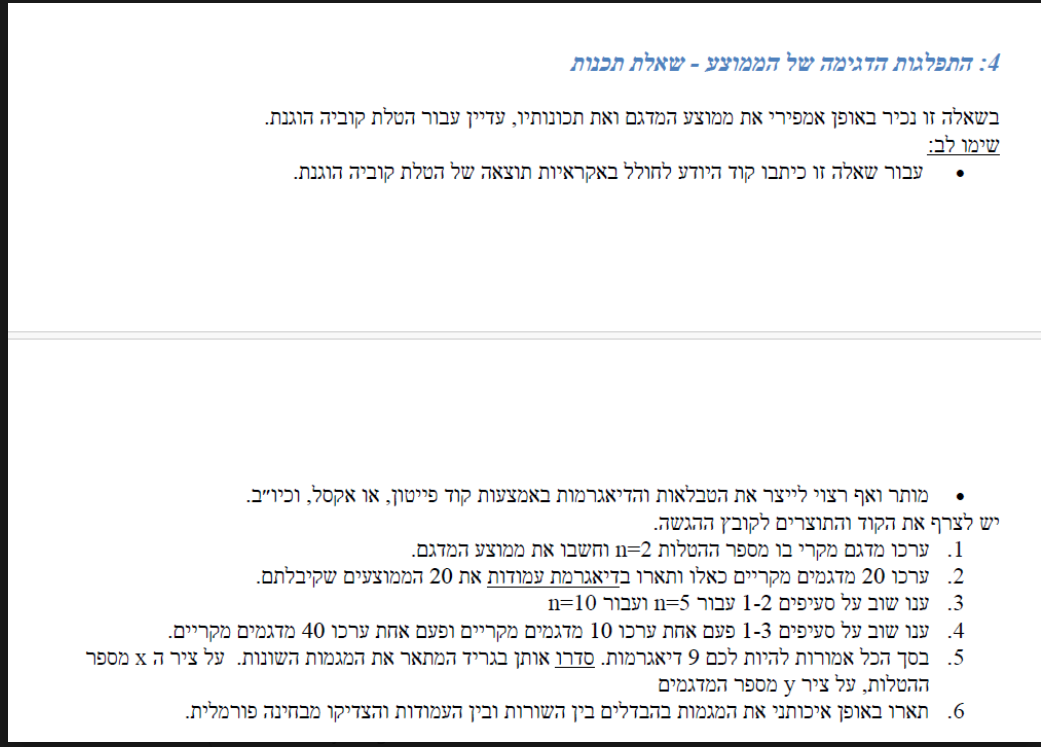 4: התפלגות הדגימה של הממוצע - שאלת תכנות
בשאלה זו נכיר באופן אמפירי את ממוצע המדגם ואת תכונותיו, עדיין עבור הטלת קוביה הוגנת.
שימו לב:
• עבור שאלה זו כיתבו קוד היודע לחולל באקראיות תוצאה של הטלת קוביה הוגנת.
• מותר ואף רצוי לייצר את הטבלאות והדיאגרמות באמצעות קוד פייטון, או אקסל, וכיו״ב.
יש לצרף את הקוד והתוצרים לקובץ ההגשה.
1. ערכו מדגם מקרי בו מספר ההטלות n=2 וחשבו את ממוצע המדגם.
2. ערכו 20 מדגמים מקריים כאלו ותארו בדיאגרמת עמודות את 20 הממוצעים שקיבלתם.
3. ענו שוב על סעיפים 1-2 עבור n=5 ועבור n=10
4. ענו שוב על סעיפים 1-3 פעם אחת ערכו 10 מדגמים מקריים ופעם אחת ערכו 40 מדגמים מקריים.
5. בסך הכל אמורות להיות לכם 9 דיאגרמות. סדרו אותן בגריד המתאר את המגמות השונות. על ציר ה x מספר
ההטלות, על ציר y מספר המדגמים
6. תארו באופן איכותני את המגמות בהבדלים בין השורות ובין העמודות והצדיקו מבחינה פורמלית.